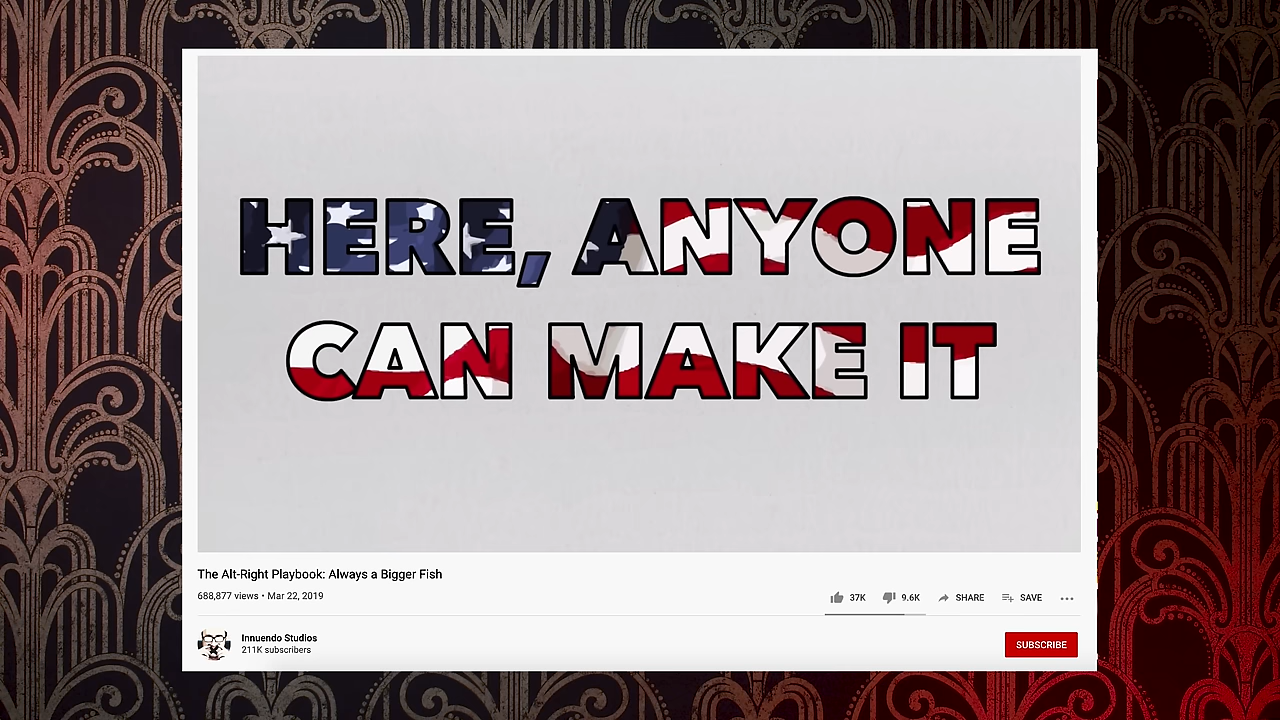 HERE, ANYONE
CAN MAKE IT
The Alt-Right Playbook: Always a Bigger Fish
688,877 views • Mar 22, 2019
37K
9.6K
SHARE
SAVE
Innuendo Studios
211K subscribers
SUBSCRIBE